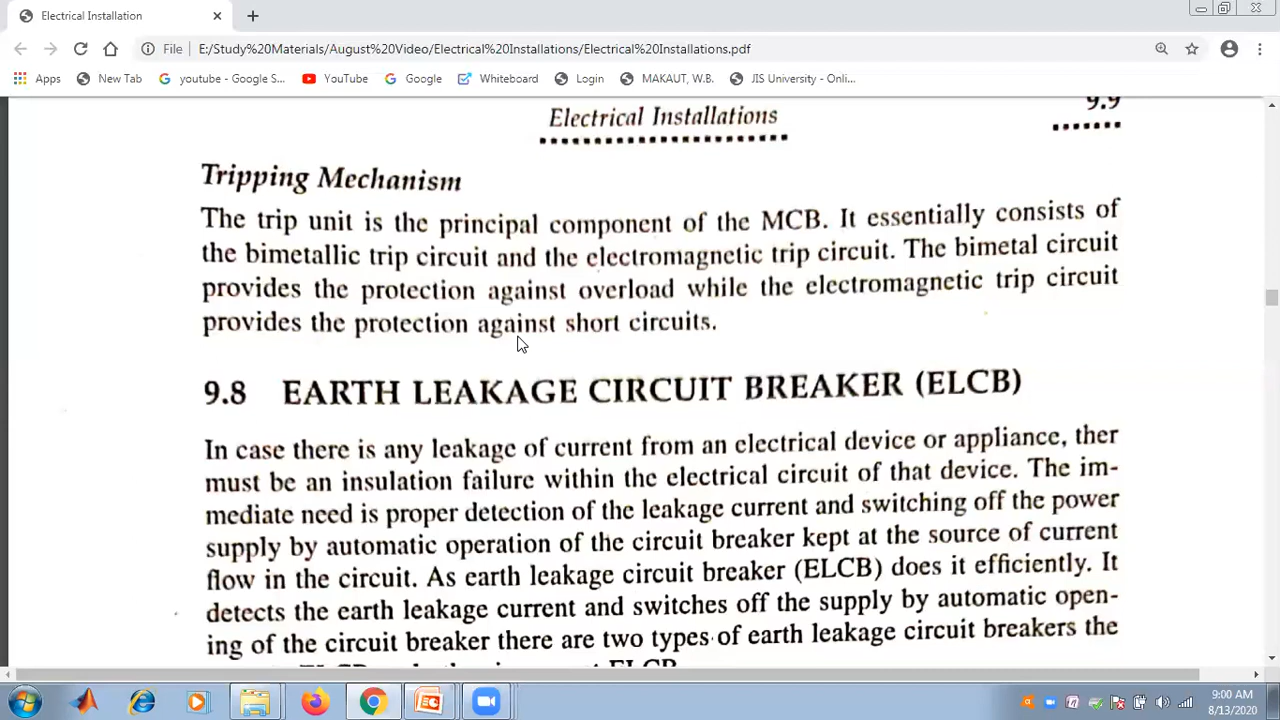 Electrical Installation
File | E:/Study%20Materials/August%20Video/Electrical%20Installations/Electrical%20Installations.pdf
Apps New Tab youtube - Google S... YouTube Google Whiteboard Login MAKAUT, W.B. JIS University - Onli...
Electrical Installations 9.9
Tripping Mechanism
The trip unit is the principal component of the MCB. It essentially consists of
the bimetallic trip circuit and the electromagnetic trip circuit. The bimetal circuit
provides the protection against overload while the electromagnetic trip circuit
provides the protection against short circuits.
9.8 EARTH LEAKAGE CIRCUIT BREAKER (ELCB)
In case there is any leakage of current from an electrical device or appliance, ther
must be an insulation failure within the electrical circuit of that device. The im-
mediate need is proper detection of the leakage current and switching off the power
supply by automatic operation of the circuit breaker kept at the source of current
flow in the circuit. As earth leakage circuit breaker (ELCB) does it efficiently. It
detects the earth leakage current and switches off the supply by automatic open-
ing of the circuit breaker there are two types of earth leakage circuit breakers the
ELCB
9:00 AM
8/13/2020